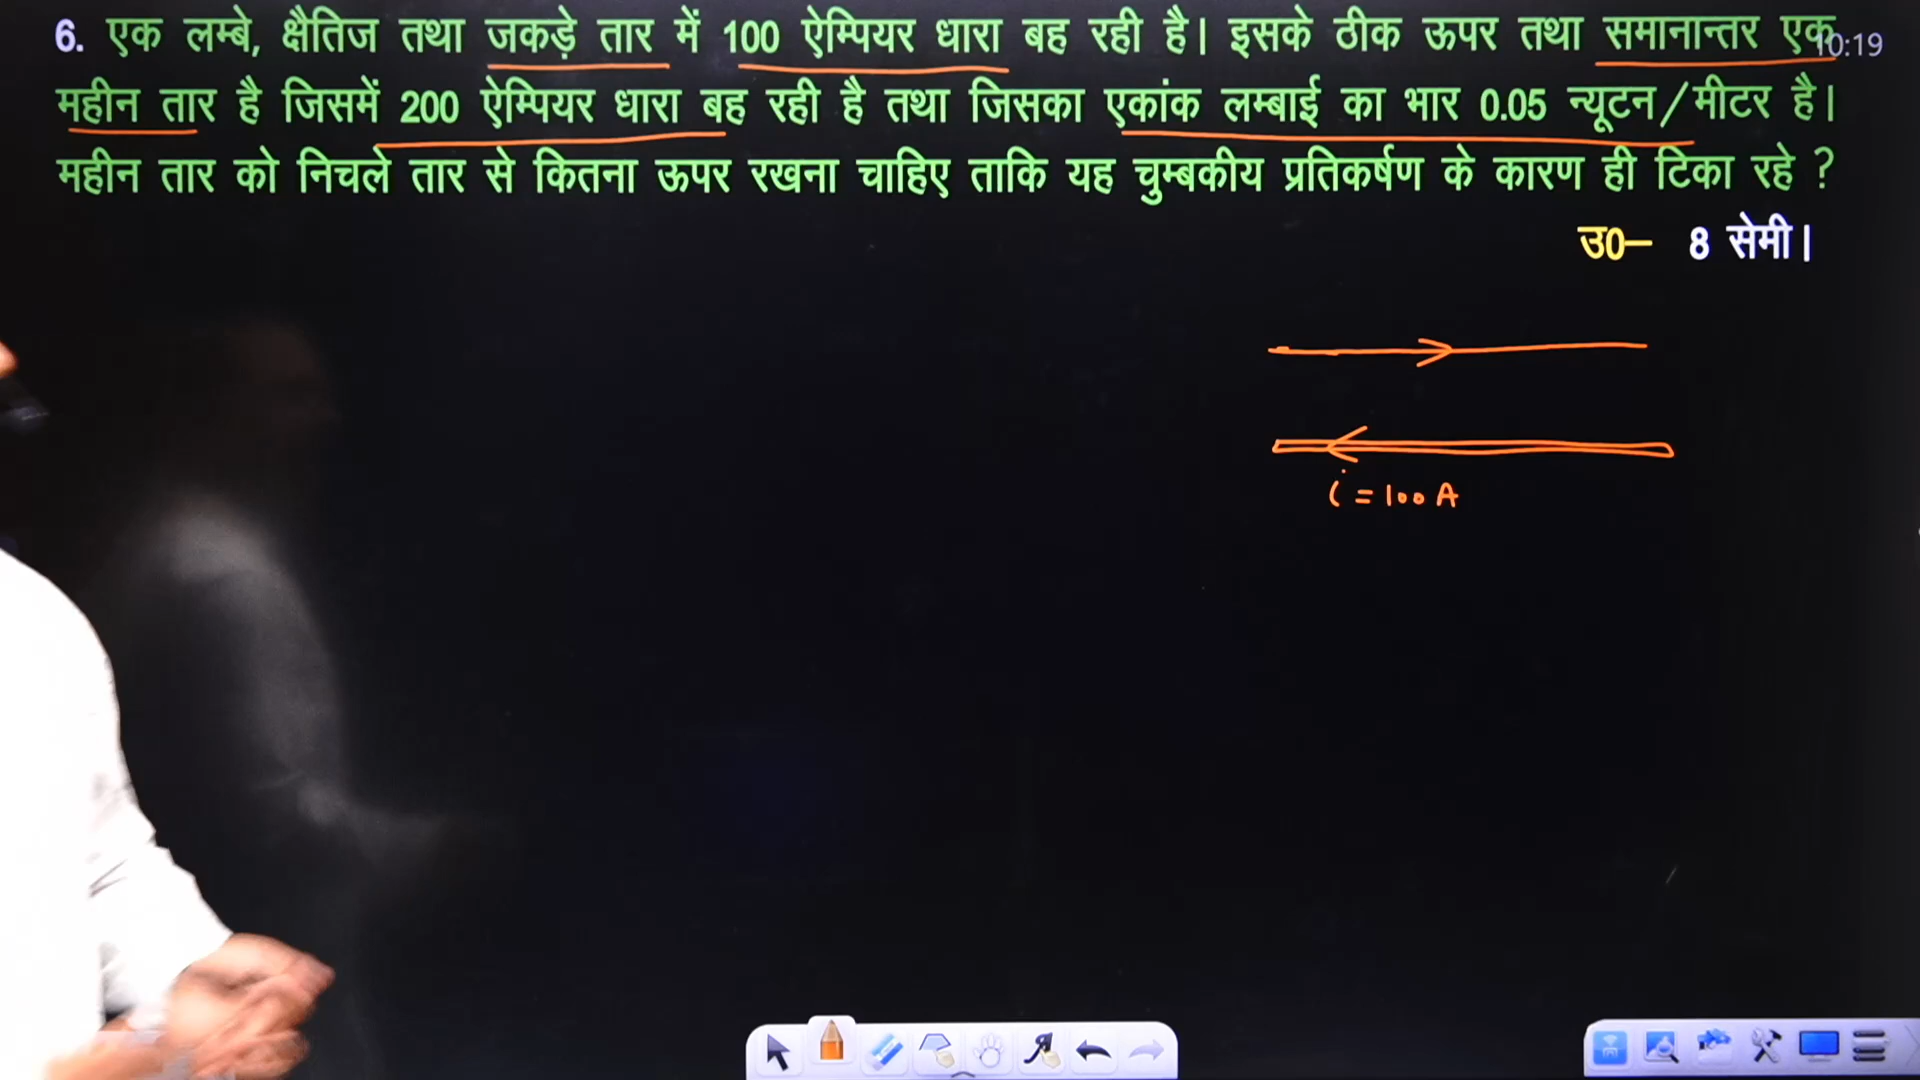 6. एक लम्बे, क्षैतिज तथा जकड़े तार में 100 ऐम्पियर धारा बह रही है। इसके ठीक ऊपर तथा समानान्तर एक
10:19
महीन तार है जिसमें 200 ऐम्पियर धारा बह रही है तथा जिसका एकांक लम्बाई का भार 0.05 न्यूटन/मीटर है।
महीन तार को निचले तार से कितना ऊपर रखना चाहिए ताकि यह चुम्बकीय प्रतिकर्षण के कारण ही टिका रहे ?
उ0– 8 सेमी।
i = 100 A